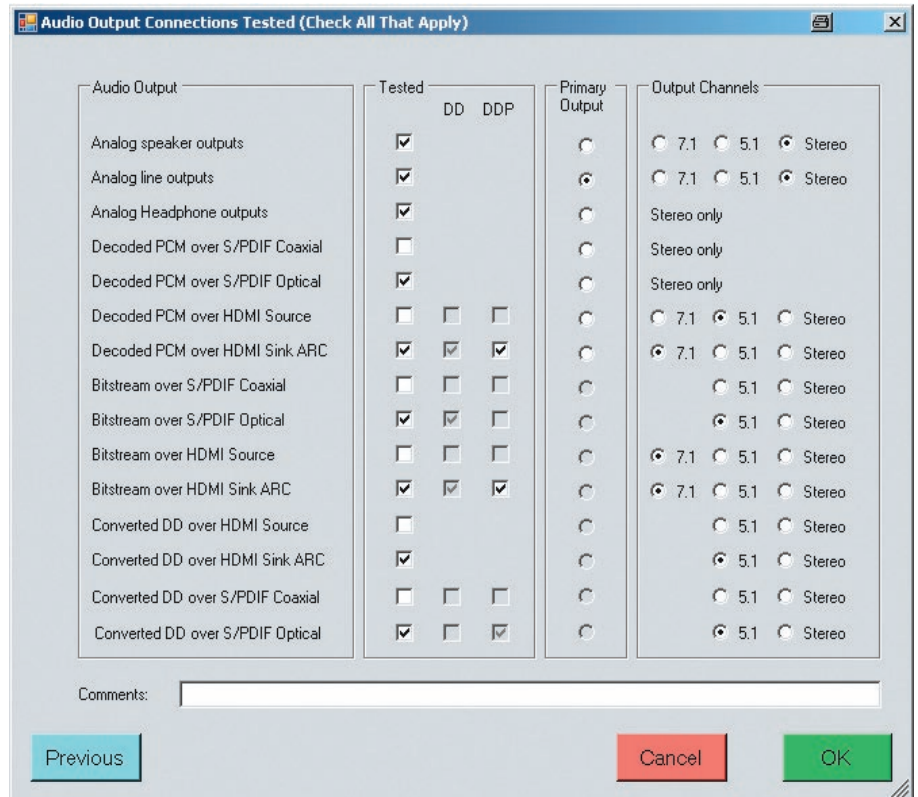 Audio Output Connections Tested (Check All That Apply)
Audio Output Tested DD DDP Primary Output Output Channels
Analog speaker outputs 7.1 5.1 Stereo
Analog line outputs 7.1 5.1 Stereo
Analog Headphone outputs Stereo only
Decoded PCM over S/PDIF Coaxial Stereo only
Decoded PCM over S/PDIF Optical Stereo only
Decoded PCM over HDMI Source 7.1 5.1 Stereo
Decoded PCM over HDMI Sink ARC 7.1 5.1 Stereo
Bitstream over S/PDIF Coaxial 5.1 Stereo
Bitstream over S/PDIF Optical 5.1 Stereo
Bitstream over HDMI Source 7.1 5.1 Stereo
Bitstream over HDMI Sink ARC 7.1 5.1 Stereo
Converted DD over HDMI Source 5.1 Stereo
Converted DD over HDMI Sink ARC 5.1 Stereo
Converted DD over S/PDIF Coaxial 5.1 Stereo
Converted DD over S/PDIF Optical 5.1 Stereo
Comments:
Previous Cancel OK